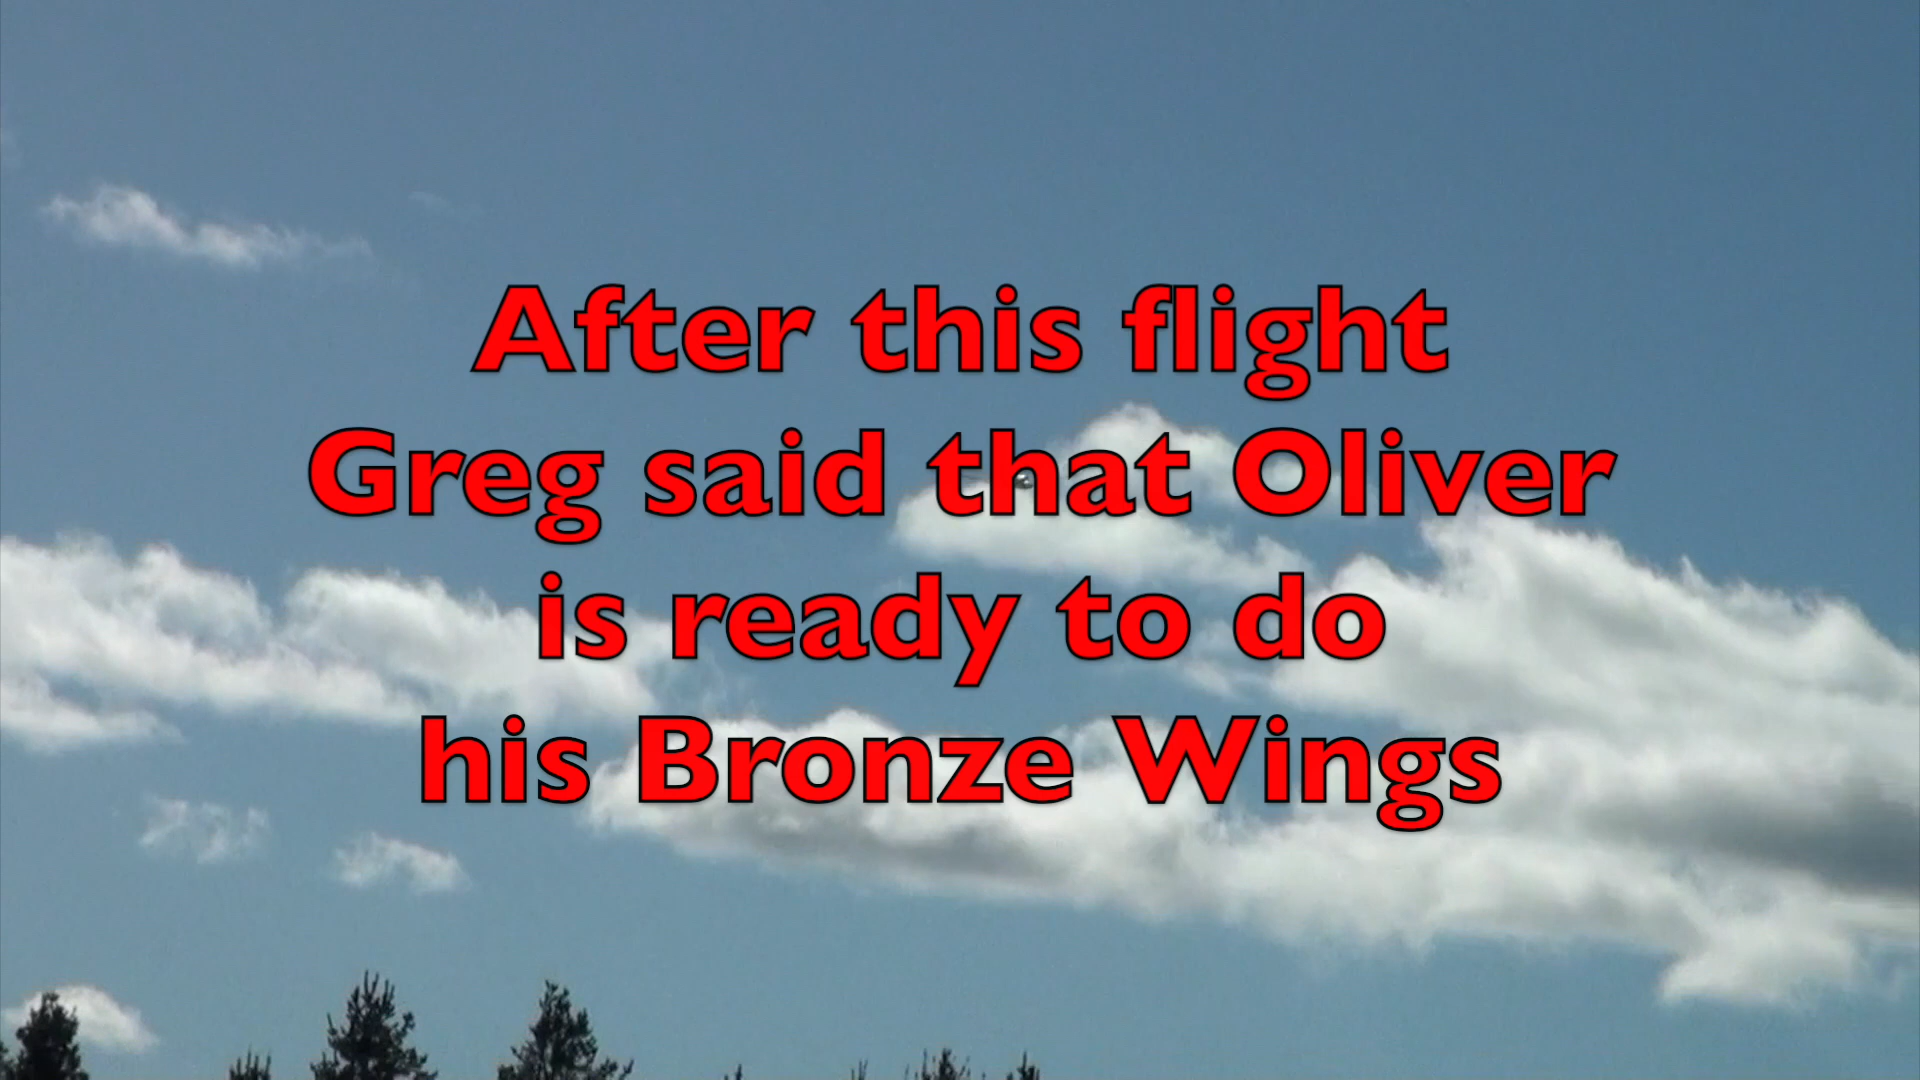 After this flight
Greg said that Oliver
is ready to do
his Bronze Wings